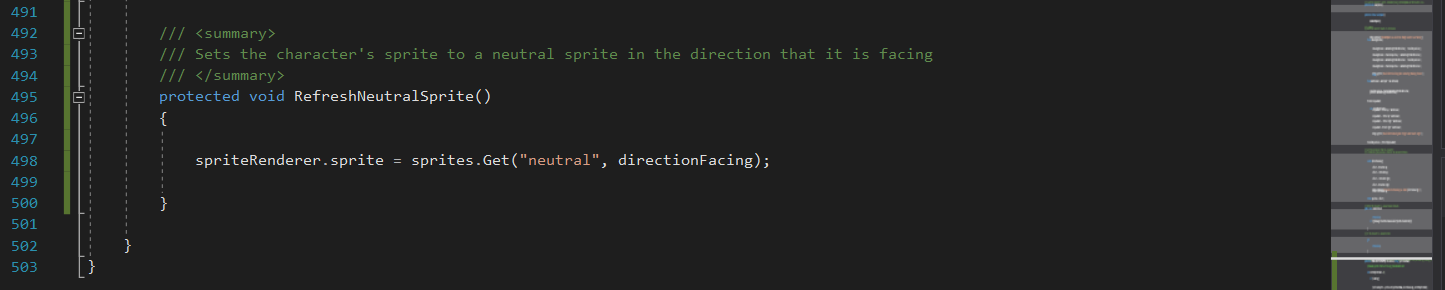 491
492 /// <summary>
493 /// Sets the character's sprite to a neutral sprite in the direction that it is facing
494 /// </summary>
495 protected void RefreshNeutralSprite()
496 {
497
498 spriteRenderer.sprite = sprites.Get("neutral", directionFacing);
499
500 }
501
502 }
503 }